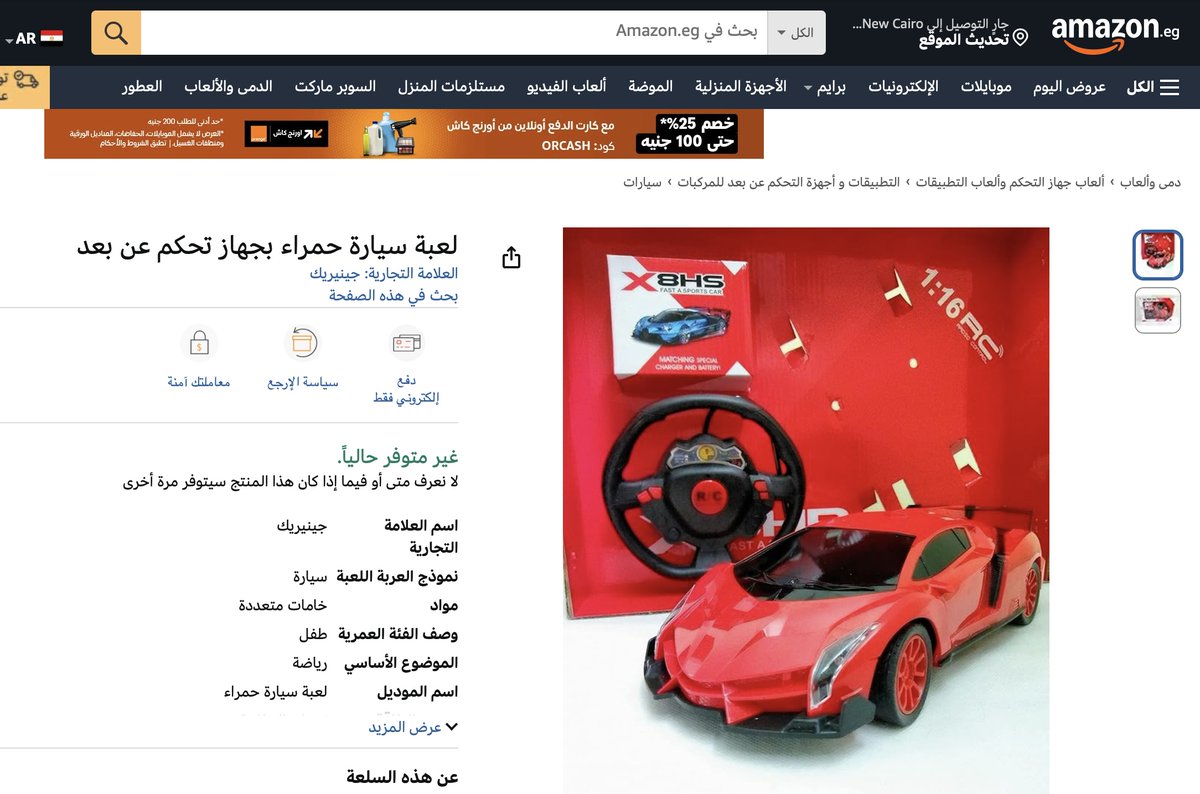 amazon.eg
جارٍ التوصيل إلى New Cairo...
تحديث الموقع
الكل
بحث في Amazon.eg
AR
الكل
عروض اليوم
موبايلات
الإلكترونيات
برايم
الأجهزة المنزلية
الموضة
ألعاب الفيديو
مستلزمات المنزل
السوبر ماركت
الدمى والألعاب
العطور
خصم 25%*
حتى 100 جنيه
مع كارت الدفع أونلاين من أورنچ كاش
كود: ORCASH
اورنچ كاش
*حد أدنى للطلب 200 جنيه
*العرض لا يشمل الموبايلات، الحفاضات، المناديل الورقية
ومنظفات الغسيل. | تطبق الشروط والأحكام
دمى وألعاب › ألعاب جهاز التحكم وألعاب التطبيقات › التطبيقات و أجهزة التحكم عن بعد للمركبات › سيارات
لعبة سيارة حمراء بجهاز تحكم عن بعد
العلامة التجارية: جينيريك
بحث في هذه الصفحة
دفع
إلكتروني فقط
سياسة الإرجع
معاملتك آمنة
غير متوفر حالياً.
لا نعرف متى أو فيما إذا كان هذا المنتج سيتوفر مرة أخرى
اسم العلامة التجارية جينيريك
نموذج العربة اللعبة سيارة
مواد خامات متعددة
وصف الفئة العمرية طفل
الموضوع الأساسي رياضة
اسم الموديل لعبة سيارة حمراء
عرض المزيد
عن هذه السلعة
X8HS
FAST A SPORTS CAR
MATCHING SPECIAL
CHARGER AND BATTERY!
1:16 RC
R/C